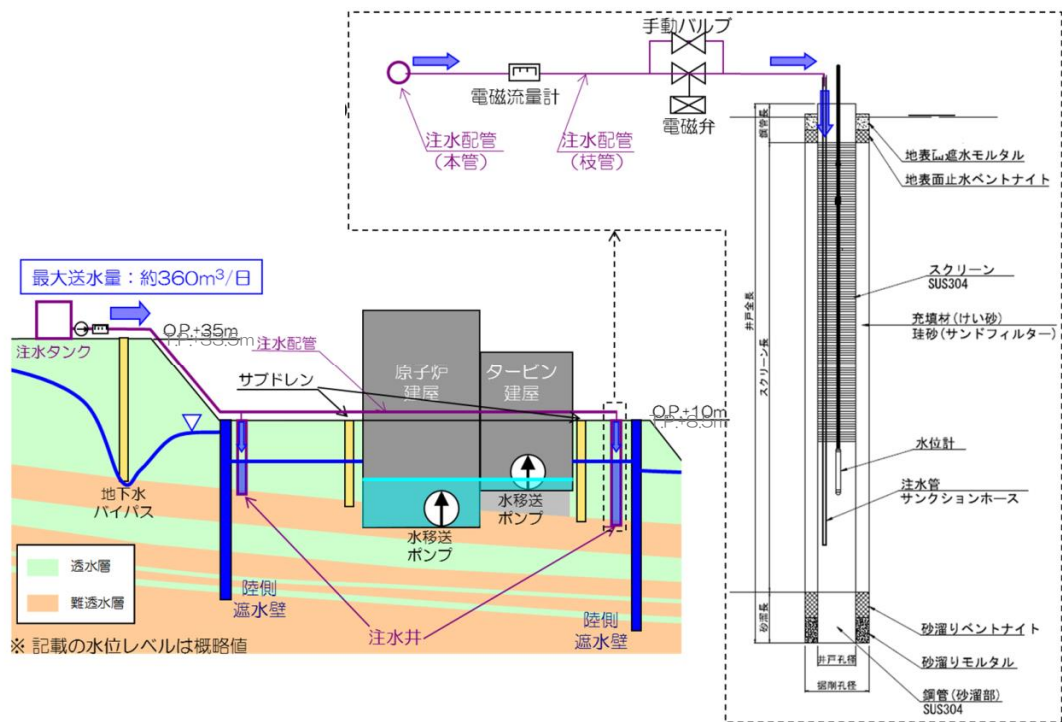 手動バルブ
電磁流量計
電磁弁
注水配管
(本管)
注水配管
(枝管)
鋼管長
井戸全長
スクリーン長
砂溜長
地表面遮水モルタル
地表面止水ベントナイト
スクリーン
SUS304
充填材(けい砂)
珪砂(サンドフィルター)
水位計
注水管
サンクションホース
砂溜りベントナイト
砂溜りモルタル
鋼管(砂溜部)
SUS304
井戸孔径
掘削孔径
最大送水量:約360m³/日
注水タンク
O.P.+35m
T.P.+33.5m
注水配管
サブドレン
原子炉
建屋
タービン
建屋
O.P.+10m
T.P.+8.5m
地下水
バイパス
水移送
ポンプ
水移送
ポンプ
透水層
難透水層
陸側
遮水壁
注水井
陸側
遮水壁
※ 記載の水位レベルは概略値